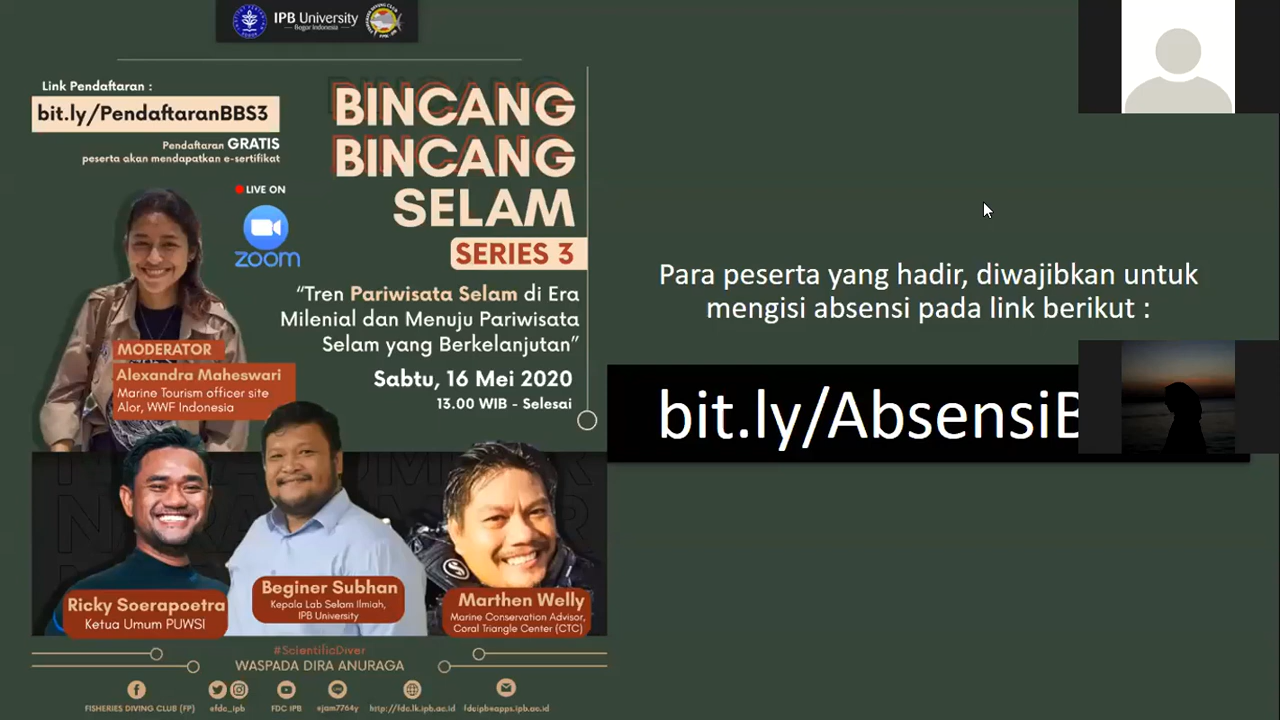 IPB University
Bogor Indonesia
Link Pendaftaran :
bit.ly/PendaftaranBBS3
Pendaftaran GRATIS
peserta akan mendapatkan e-sertifikat
LIVE ON
zoom
BINCANG
BINCANG
SELAM
SERIES 3
“Tren Pariwisata Selam di Era
Milenial dan Menuju Pariwisata
Selam yang Berkelanjutan”
Sabtu, 16 Mei 2020
13.00 WIB - Selesai
MODERATOR
Alexandra Maheswari
Marine Tourism officer site
Alor, WWF Indonesia
Ricky Soerapoetra
Ketua Umum PUWSI
Beginer Subhan
Kepala Lab Selam Ilmiah,
IPB University
Marthen Welly
Marine Conservation Advisor,
Coral Triangle Center (CTC)
#ScientificDiver
WASPADA DIRA ANURAGA
FISHERIES DIVING CLUB (FP)
@fdc_ipb
FDC IPB
@jam7764y
http://fdc.lk.ipb.ac.id
fdcipb@apps.ipb.ac.id
Para peserta yang hadir, diwajibkan untuk
mengisi absensi pada link berikut :
bit.ly/AbsensiB